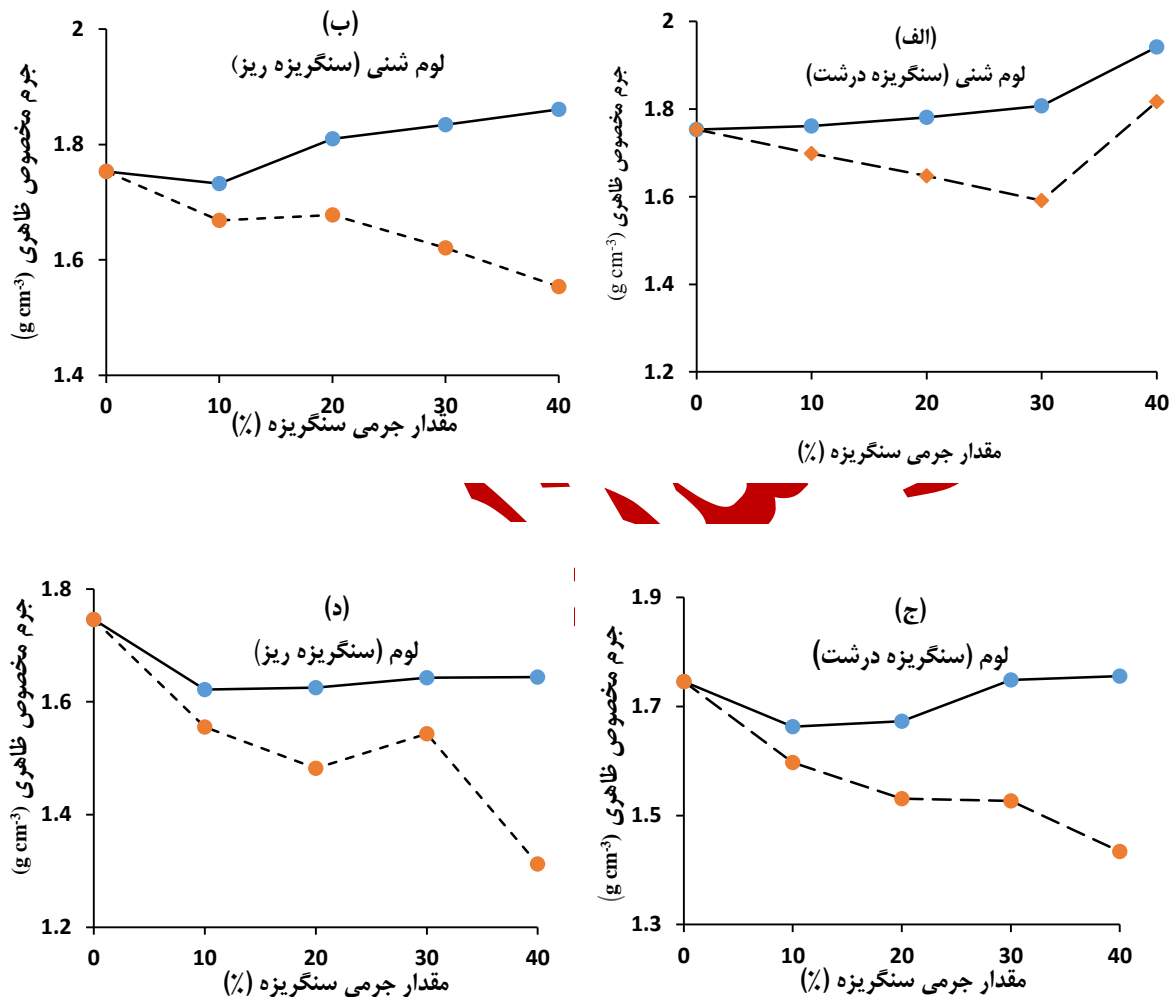 (الف)
لوم شنی (سنگریزه درشت)
جرم مخصوص ظاهری (g cm-3)
2
1.8
1.6
1.4
1.2
0 10 20 30 40
مقدار جرمی سنگریزه (٪)
(ب)
لوم شنی (سنگریزه ریز)
جرم مخصوص ظاهری (g cm-3)
2
1.8
1.6
1.4
0 10 20 30 40
مقدار جرمی سنگریزه (٪)
(ج)
لوم (سنگریزه درشت)
جرم مخصوص ظاهری (g cm-3)
1.9
1.7
1.5
1.3
0 10 20 30 40
مقدار جرمی سنگریزه (٪)
(د)
لوم (سنگریزه ریز)
جرم مخصوص ظاهری (g cm-3)
1.8
1.6
1.4
1.2
0 10 20 30 40
مقدار جرمی سنگریزه (٪)